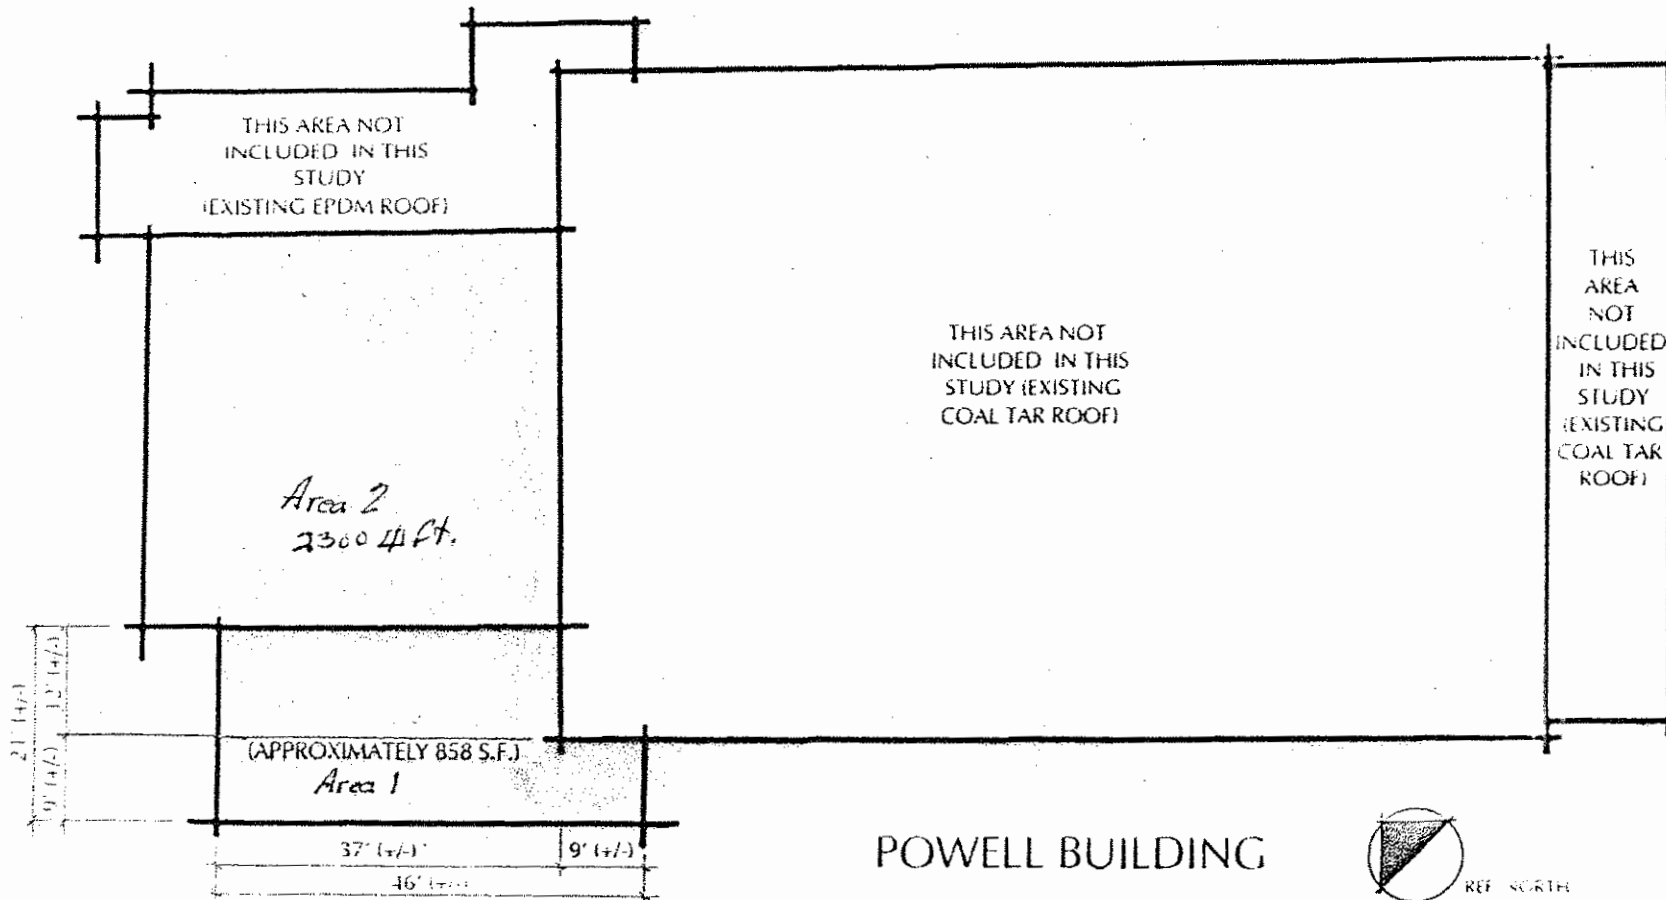 THIS AREA NOT
INCLUDED IN THIS
STUDY
(EXISTING EPDM ROOF)
THIS AREA NOT
INCLUDED IN THIS
STUDY (EXISTING
COAL TAR ROOF)
THIS
AREA
NOT
INCLUDED
IN THIS
STUDY
(EXISTING
COAL TAR
ROOF)
Area 2
2300 ft.
21' (+/-)
12' (+/-)
9' (+/-)
(APPROXIMATELY 858 S.F.)
Area 1
37' (+/-)
9' (+/-)
46' (+/-)
POWELL BUILDING
REF. NORTH